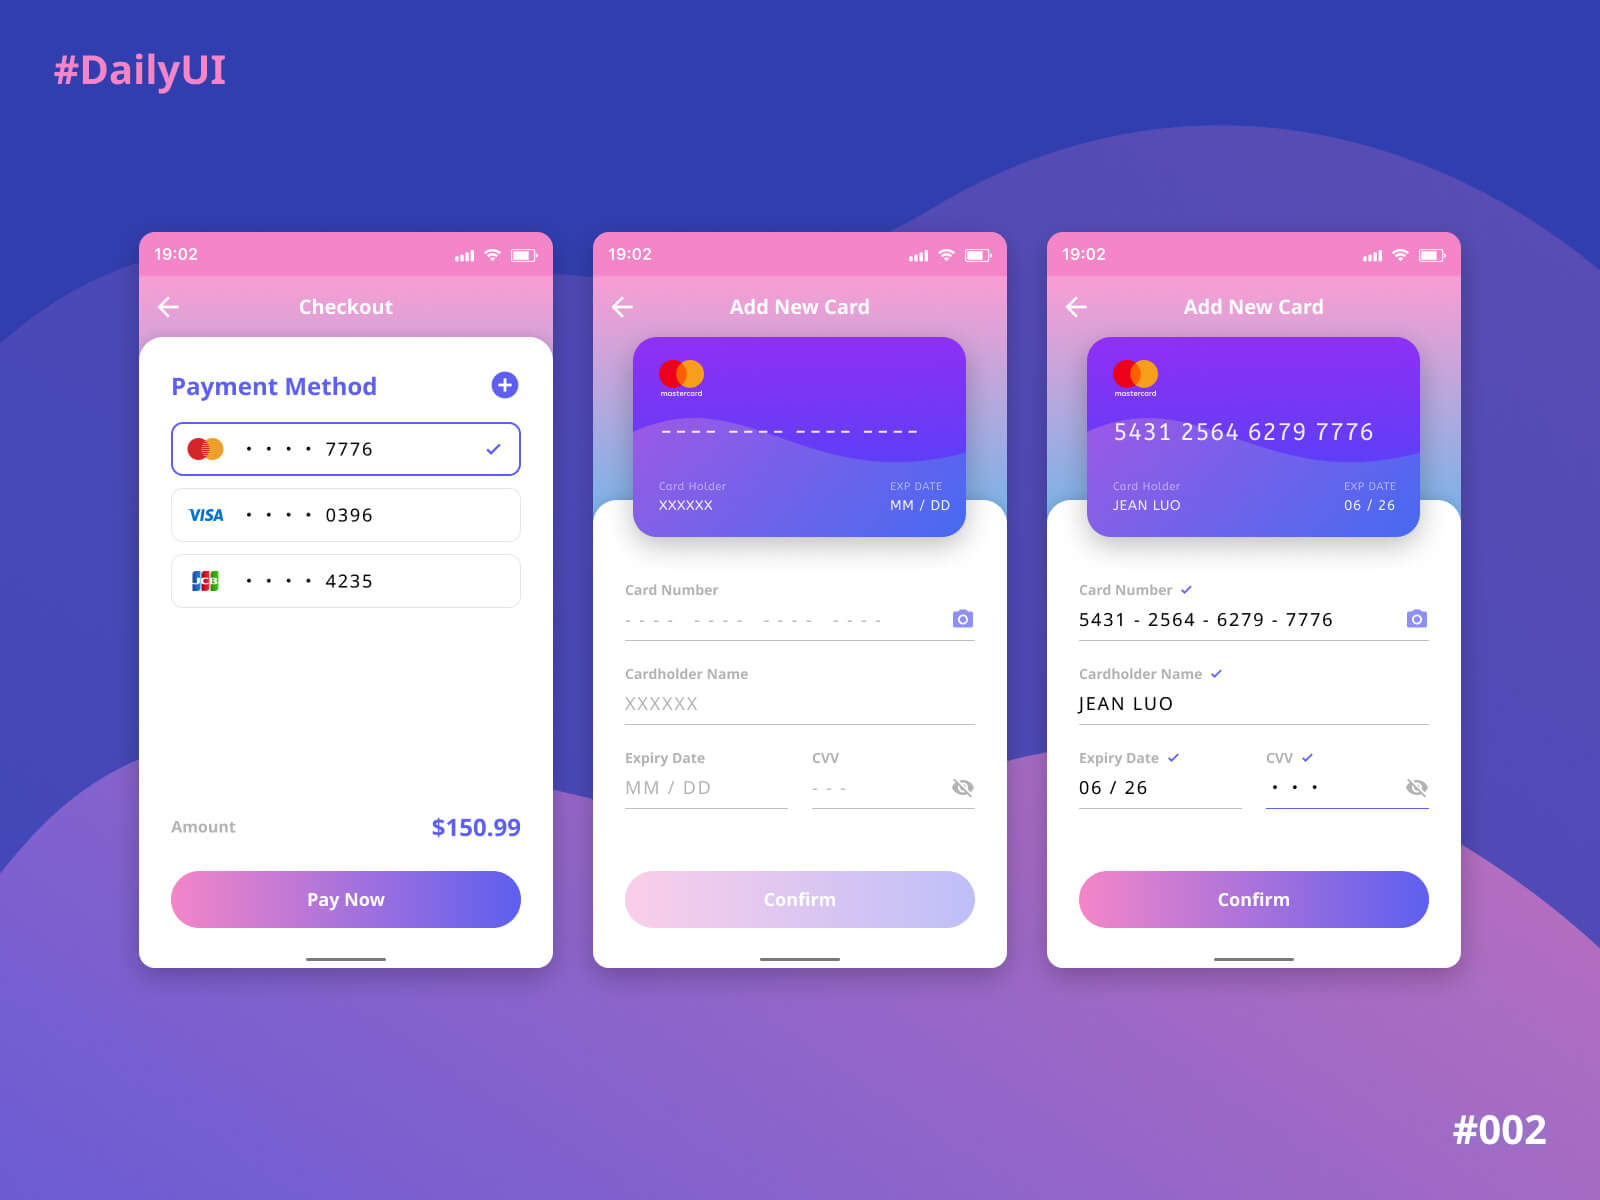 #DailyUI
19:02
Checkout
Payment Method
• • • • 7776
VISA • • • • 0396
JCB • • • • 4235
Amount $150.99
Pay Now
19:02
Add New Card
mastercard
---- ---- ---- ----
Card Holder EXP DATE
XXXXXX MM / DD
Card Number
---- ---- ---- ----
Cardholder Name
XXXXXX
Expiry Date CVV
MM / DD ---
Confirm
19:02
Add New Card
mastercard
5431 2564 6279 7776
Card Holder EXP DATE
JEAN LUO 06 / 26
Card Number
5431 - 2564 - 6279 - 7776
Cardholder Name
JEAN LUO
Expiry Date CVV
06 / 26 • • •
Confirm
#002